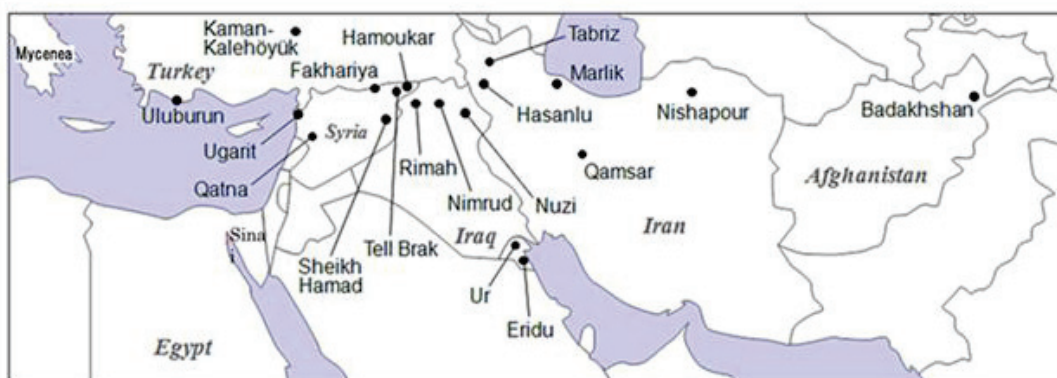 Kaman-
Kalehöyük
Hamoukar
Tabriz
Mycenea
Turkey
Fakhariya
Marlik
Uluburun
Hasanlu
Nishapour
Badakhshan
Ugarit
Syria
Qatna
Rimah
Qamsar
Afghanistan
Nimrud
Nuzi
Iran
Sina
i
Tell Brak
Iraq
Sheikh
Hamad
Ur
Eridu
Egypt